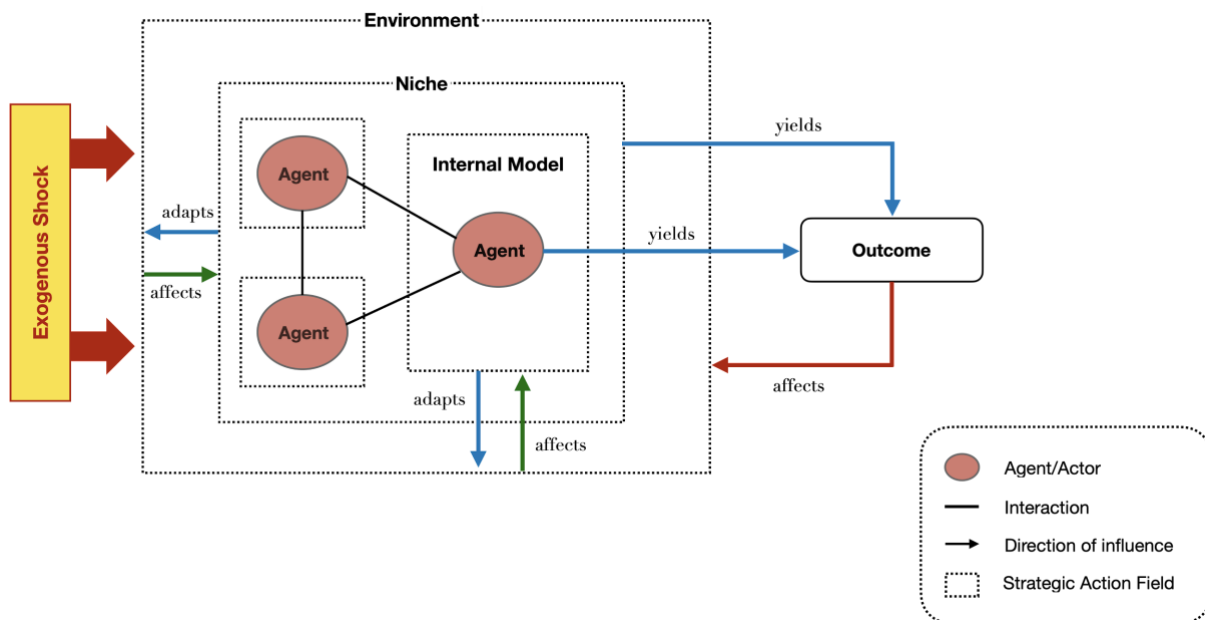 Environment
Niche
Exogenous Shock
Agent
Internal Model
Agent
Agent
adapts
affects
adapts
affects
yields
yields
Outcome
affects
Agent/Actor
Interaction
Direction of influence
Strategic Action Field